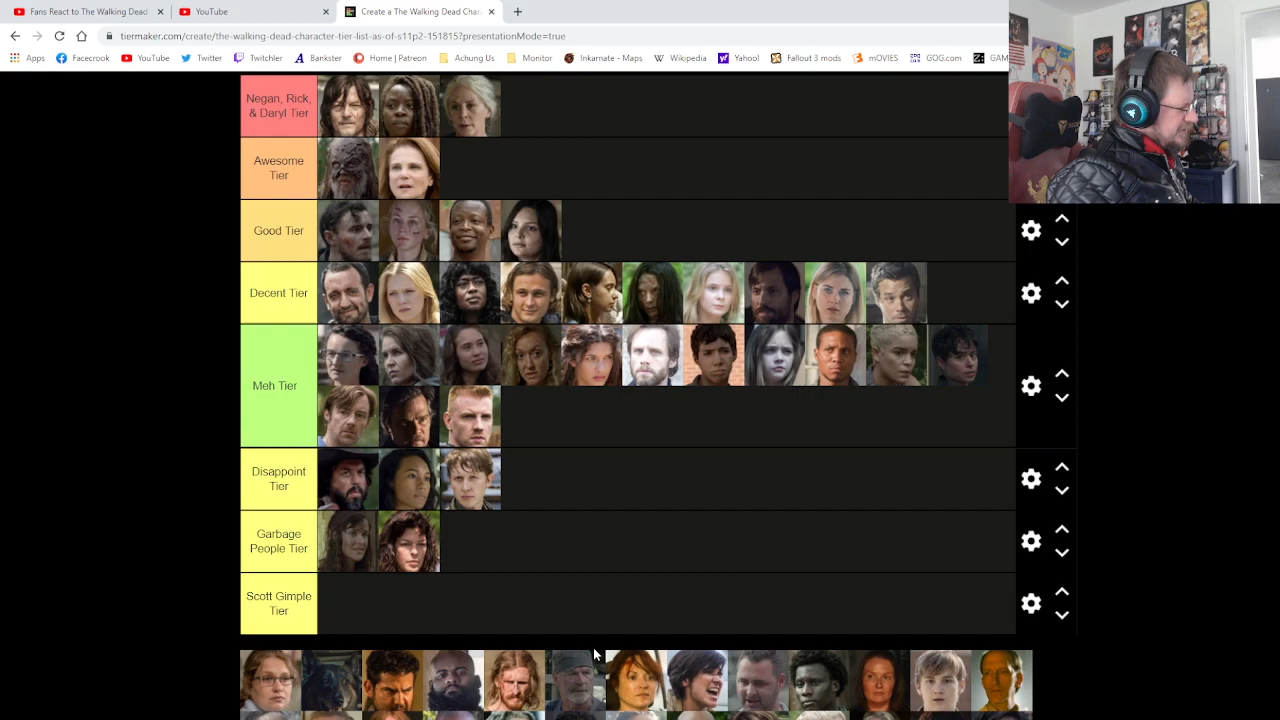 Fans React to The Walking Dead
YouTube
Create a The Walking Dead Cha
tiermaker.com/create/the-walking-dead-character-tier-list-as-of-s11p2-151815?presentationMode=true
Apps
Facecrook
YouTube
Twitter
Twitchler
Bankster
Home | Patreon
Achung Us
Monitor
Inkarnate - Maps
Wikipedia
Yahoo!
Fallout 3 mods
mOVIES
GOG.com
GAM
Negan, Rick,
& Daryl Tier
Awesome
Tier
Good Tier
Decent Tier
Meh Tier
Disappoint
Tier
Garbage
People Tier
Scott Gimple
Tier